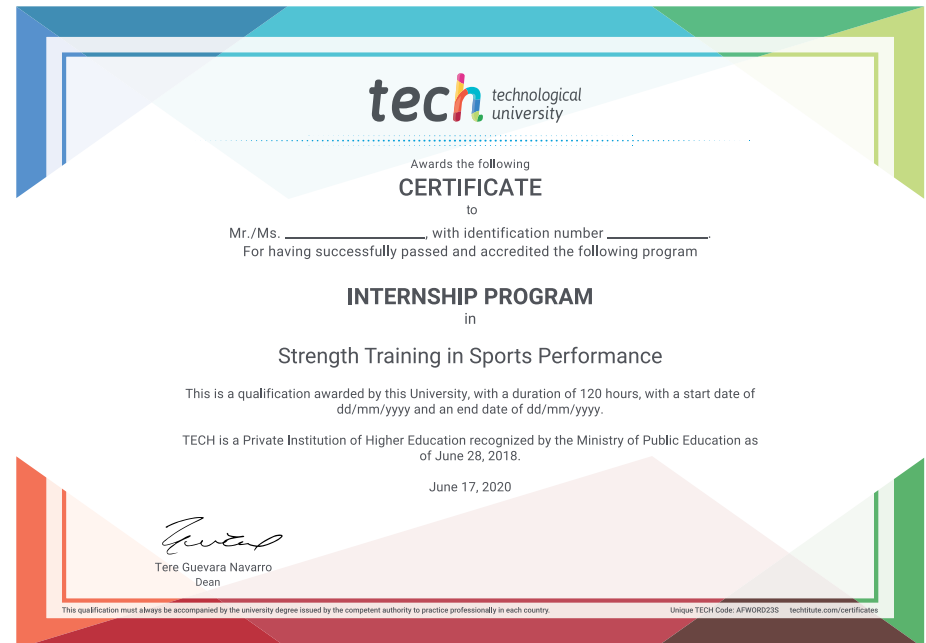 tech technological
university
Awards the following
CERTIFICATE
to
Mr./Ms. ____________________, with identification number ______________.
For having successfully passed and accredited the following program
INTERNSHIP PROGRAM
in
Strength Training in Sports Performance
This is a qualification awarded by this University, with a duration of 120 hours, with a start date of
dd/mm/yyyy and an end date of dd/mm/yyyy.
TECH is a Private Institution of Higher Education recognized by the Ministry of Public Education as
of June 28, 2018.
June 17, 2020
Tere Guevara Navarro
Dean
This qualification must always be accompanied by the university degree issued by the competent authority to practice professionally in each country. Unique TECH Code: AFWORD23S techtitute.com/certificates